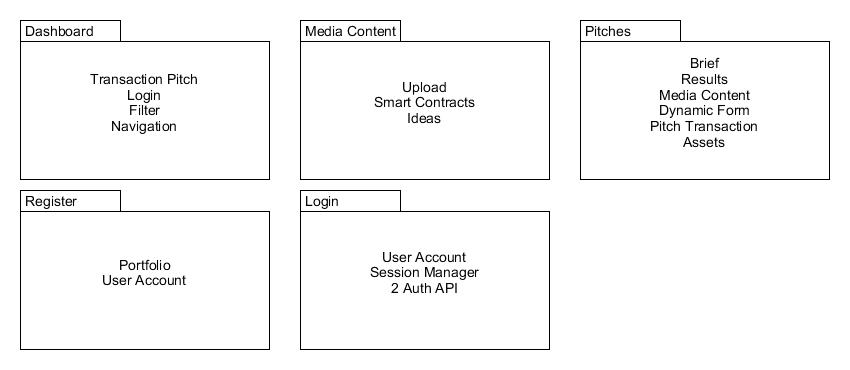 Dashboard
Transaction Pitch
Login
Filter
Navigation
Media Content
Upload
Smart Contracts
Ideas
Pitches
Brief
Results
Media Content
Dynamic Form
Pitch Transaction
Assets
Register
Portfolio
User Account
Login
User Account
Session Manager
2 Auth API